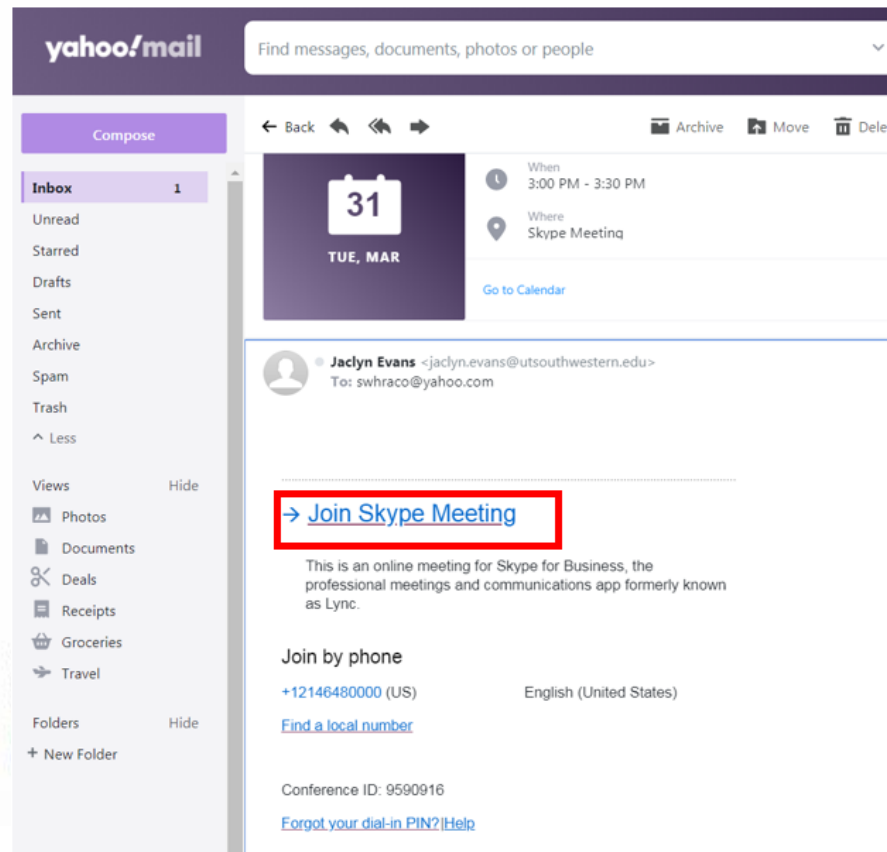 yahoo!mail
Find messages, documents, photos or people
Compose
Back
Archive Move Dele
Inbox 1
Unread
Starred
Drafts
Sent
Archive
Spam
Trash
Less
Views Hide
Photos
Documents
Deals
Receipts
Groceries
Travel
Folders Hide
+ New Folder
31
TUE, MAR
When
3:00 PM - 3:30 PM
Where
Skype Meeting
Go to Calendar
Jaclyn Evans <jaclyn.evans@utsouthwestern.edu>
To: swhraco@yahoo.com
→ Join Skype Meeting
This is an online meeting for Skype for Business, the
professional meetings and communications app formerly known
as Lync.
Join by phone
+12146480000 (US) English (United States)
Find a local number
Conference ID: 9590916
Forgot your dial-in PIN?|Help